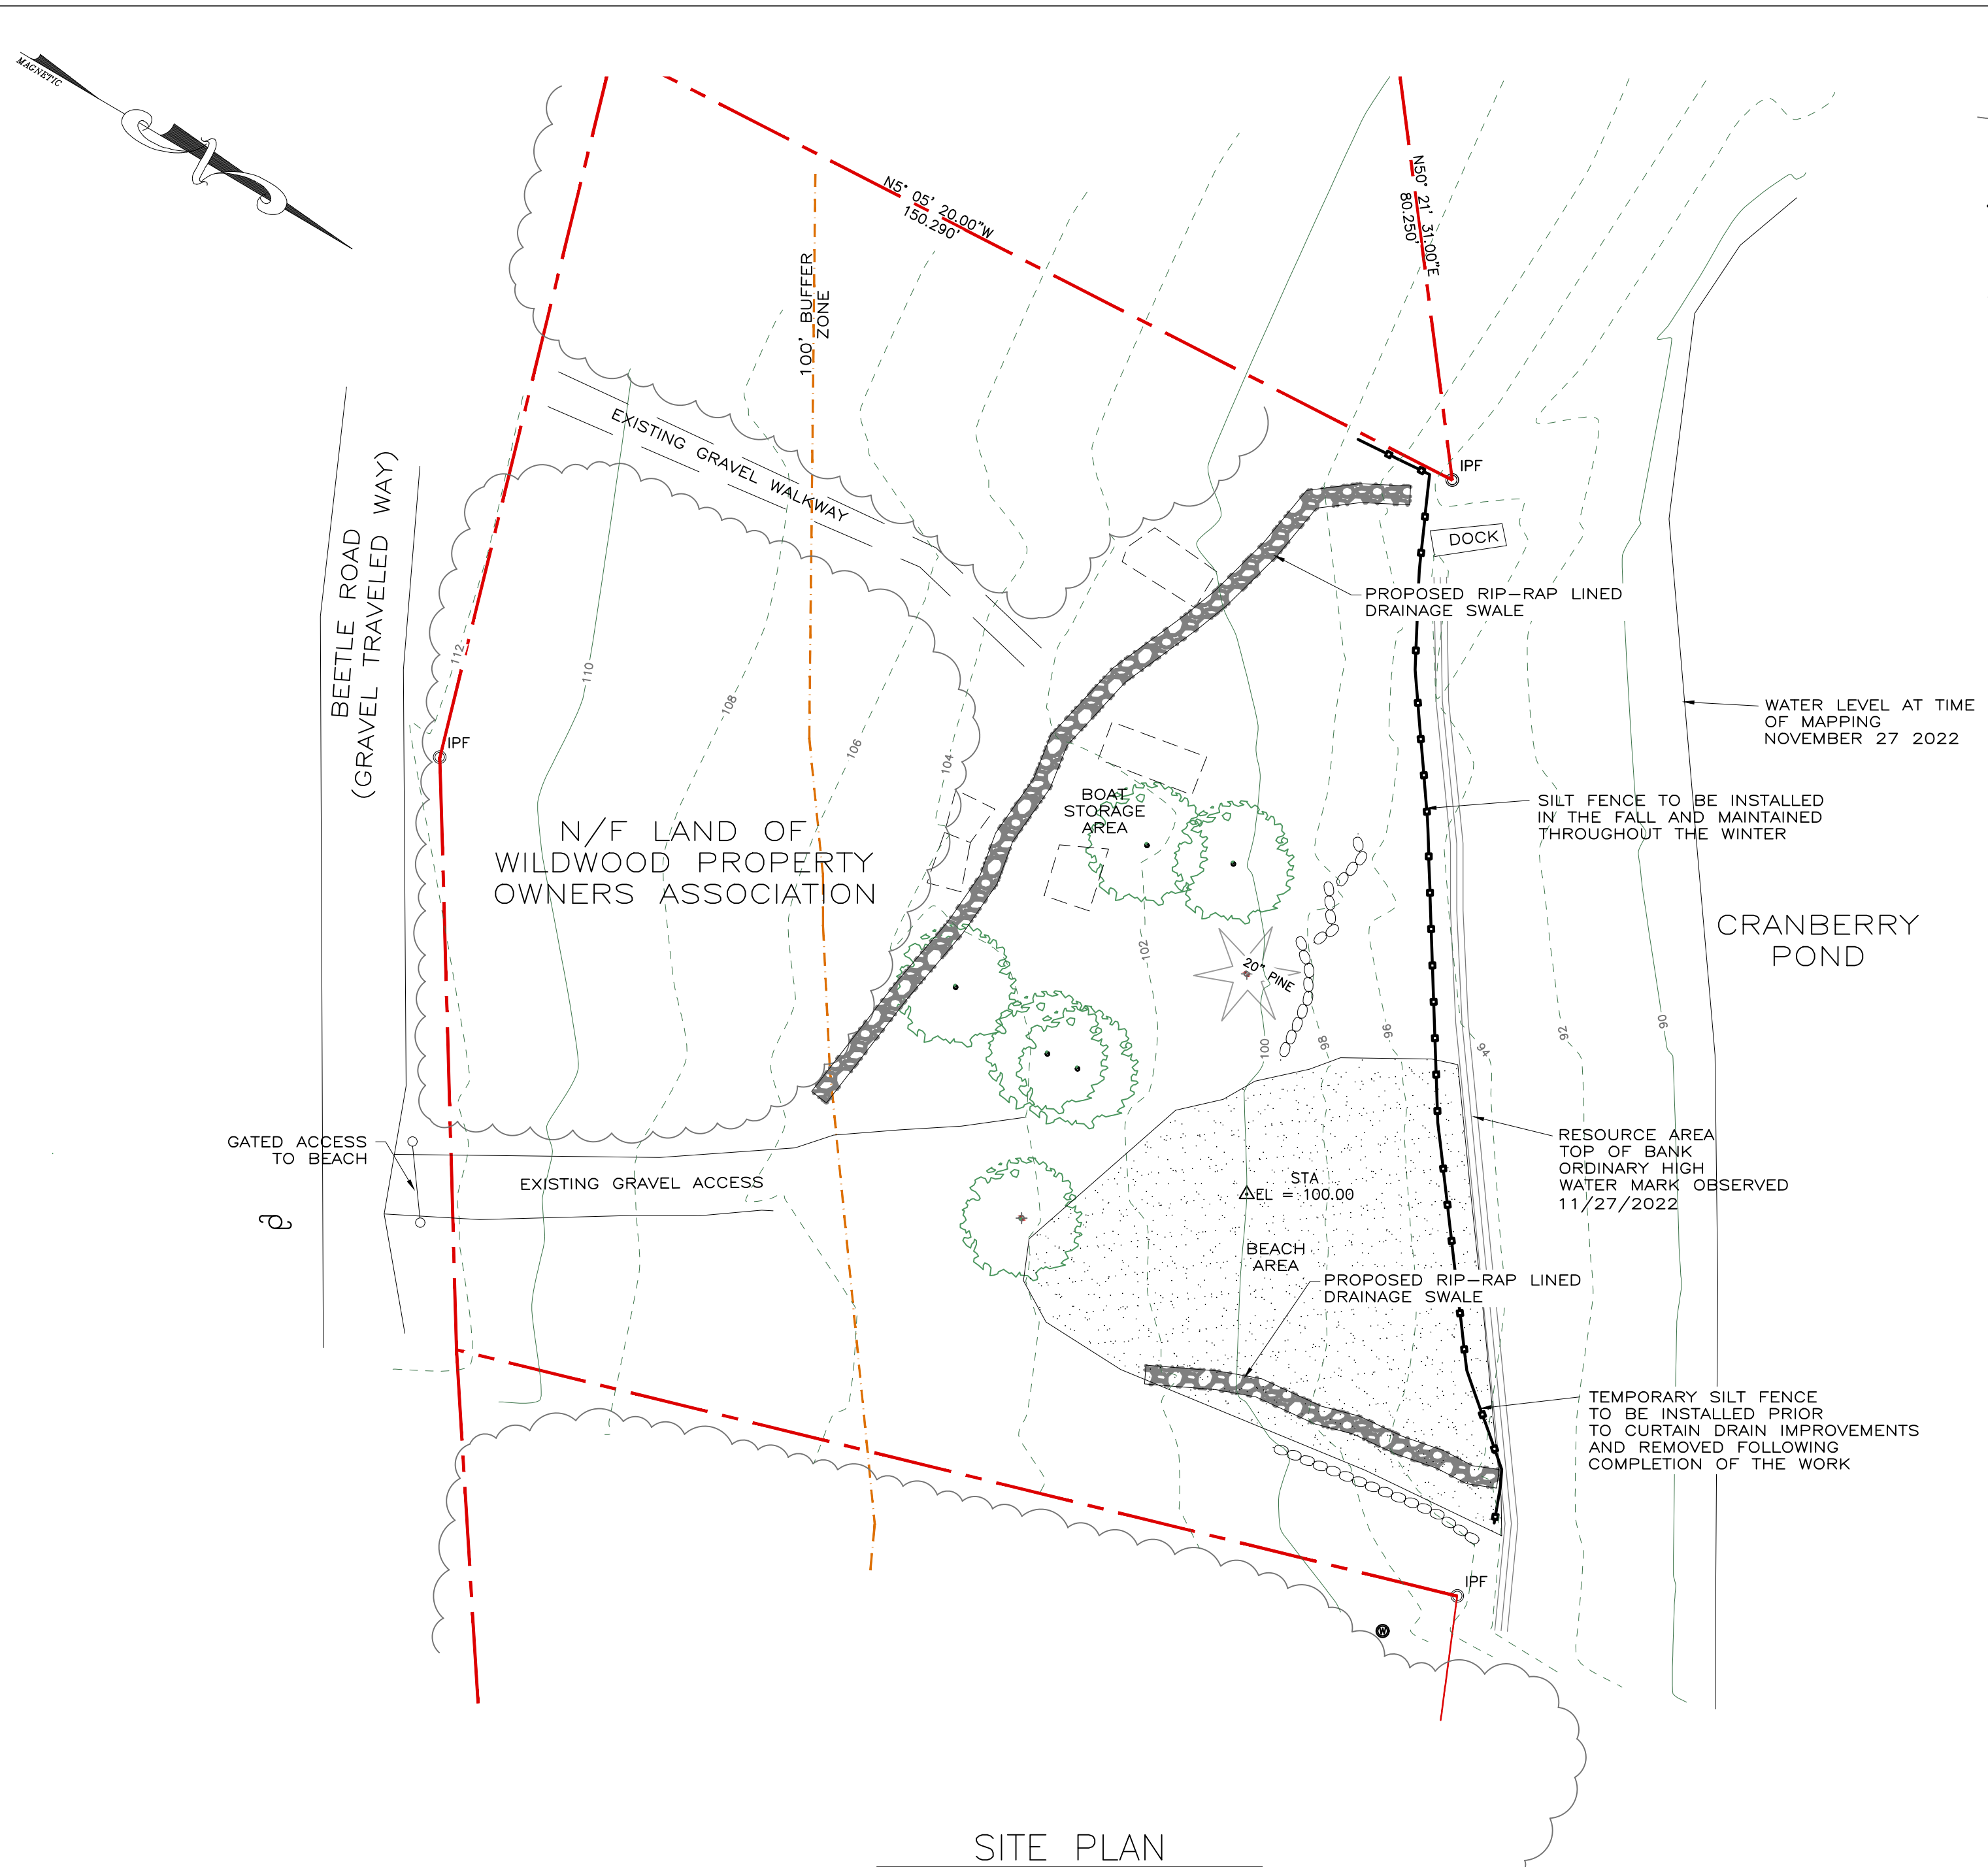 MAGNETIC
N5° 05' 20.00"W
150.290'
N50° 21' 31.00"E
80.250'
100' BUFFER
ZONE
EXISTING GRAVEL WALKWAY
IPF
DOCK
PROPOSED RIP-RAP LINED
DRAINAGE SWALE
BEETLE ROAD
(GRAVEL TRAVELED WAY)
112
110
108
106
104
IPF
WATER LEVEL AT TIME
OF MAPPING
NOVEMBER 27 2022
BOAT
STORAGE
AREA
SILT FENCE TO BE INSTALLED
IN THE FALL AND MAINTAINED
THROUGHOUT THE WINTER
N/F LAND OF
WILDWOOD PROPERTY
OWNERS ASSOCIATION
CRANBERRY
POND
102
20" PINE
100
98
96
94
92
90
GATED ACCESS
TO BEACH
EXISTING GRAVEL ACCESS
RESOURCE AREA
TOP OF BANK
ORDINARY HIGH
WATER MARK OBSERVED
11/27/2022
STA
EL = 100.00
BEACH
AREA
PROPOSED RIP-RAP LINED
DRAINAGE SWALE
TEMPORARY SILT FENCE
TO BE INSTALLED PRIOR
TO CURTAIN DRAIN IMPROVEMENTS
AND REMOVED FOLLOWING
COMPLETION OF THE WORK
IPF
W
SITE PLAN